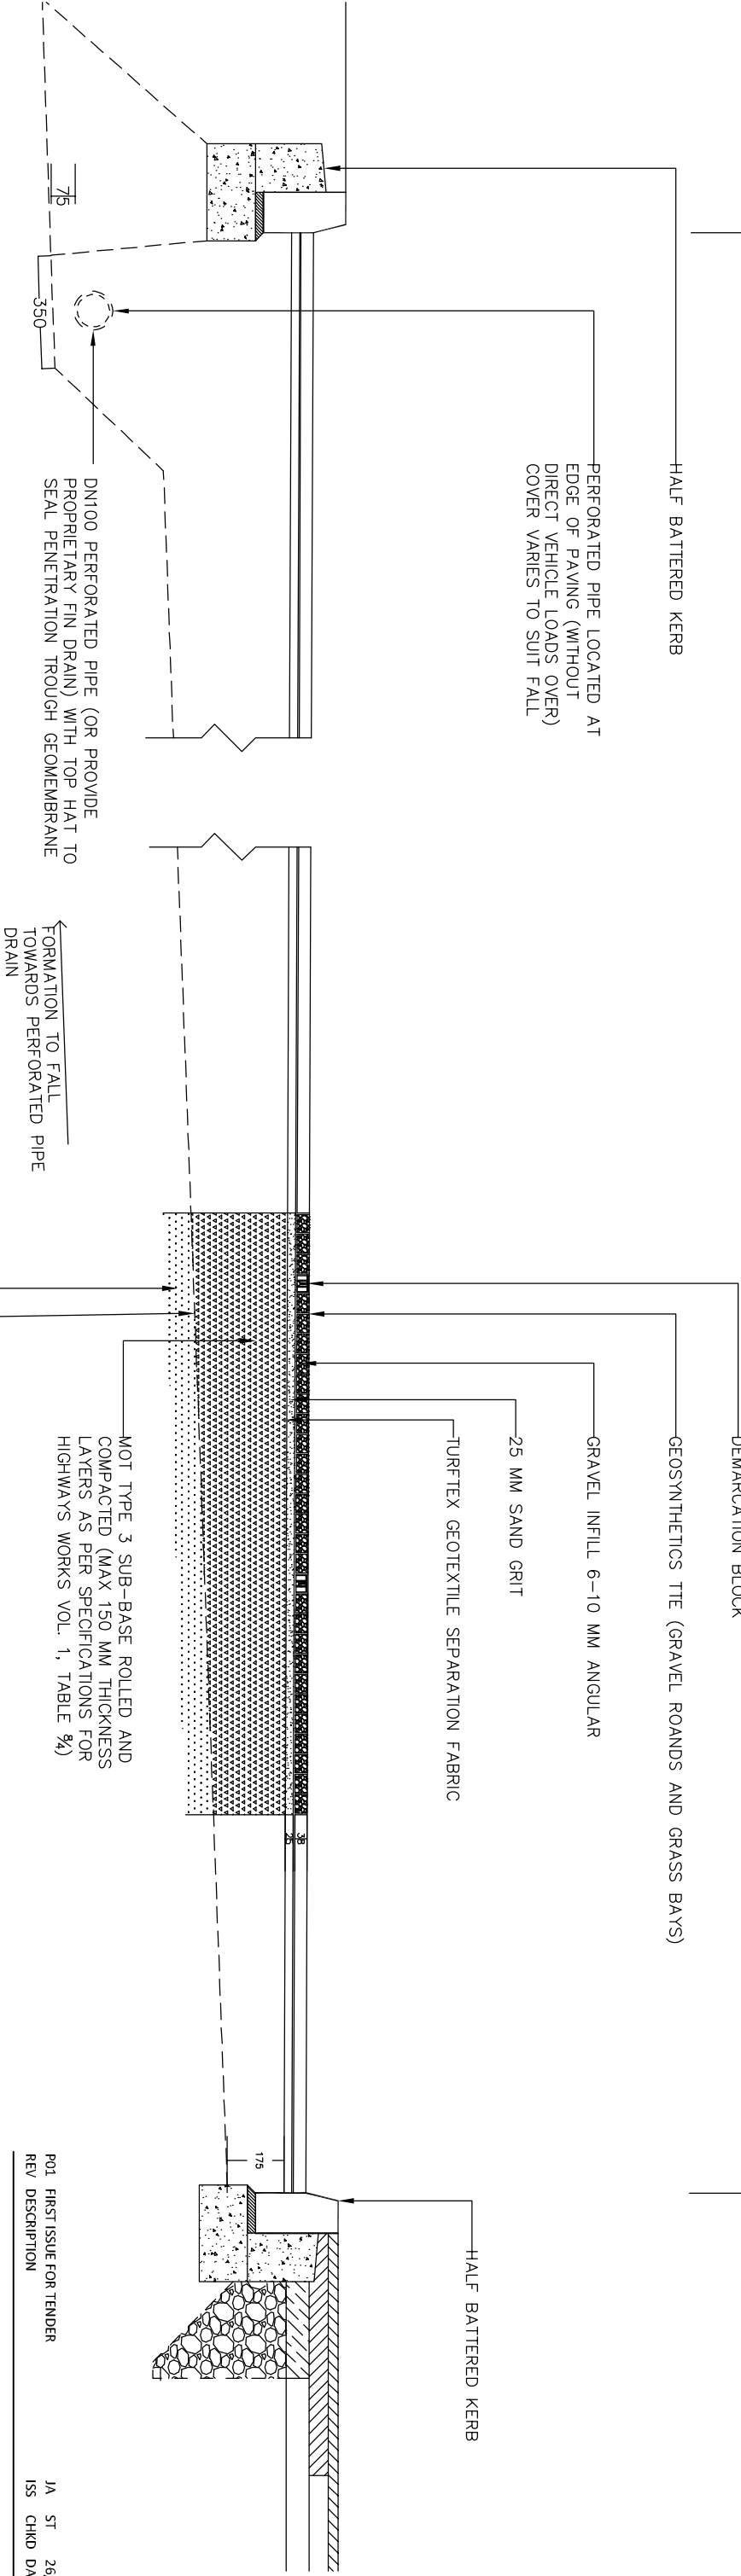 HALF BATTERED KERB
PERFORATED PIPE LOCATED AT
EDGE OF PAVING (WITHOUT
DIRECT VEHICLE LOADS OVER)
COVER VARIES TO SUIT FALL
75
350
DN100 PERFORATED PIPE (OR PROVIDE
PROPRIETARY FIN DRAIN) WITH TOP HAT TO
SEAL PENETRATION TROUGH GEOMEMBRANE
FORMATION TO FALL
TOWARDS PERFORATED PIPE
DRAIN
DEMARCATION BLOCK
GEOSYNTHETICS TTE (GRAVEL ROANDS AND GRASS BAYS)
GRAVEL INFILL 6-10 MM ANGULAR
25 MM SAND GRIT
TURFTEX GEOTEXTILE SEPARATION FABRIC
MOT TYPE 3 SUB-BASE ROLLED AND
COMPACTED (MAX 150 MM THICKNESS
LAYERS AS PER SPECIFICATIONS FOR
HIGHWAYS WORKS VOL. 1, TABLE 8/4)
38
25
175
HALF BATTERED KERB
P01 FIRST ISSUE FOR TENDER JA ST 26
REV DESCRIPTION ISS CHKD DA